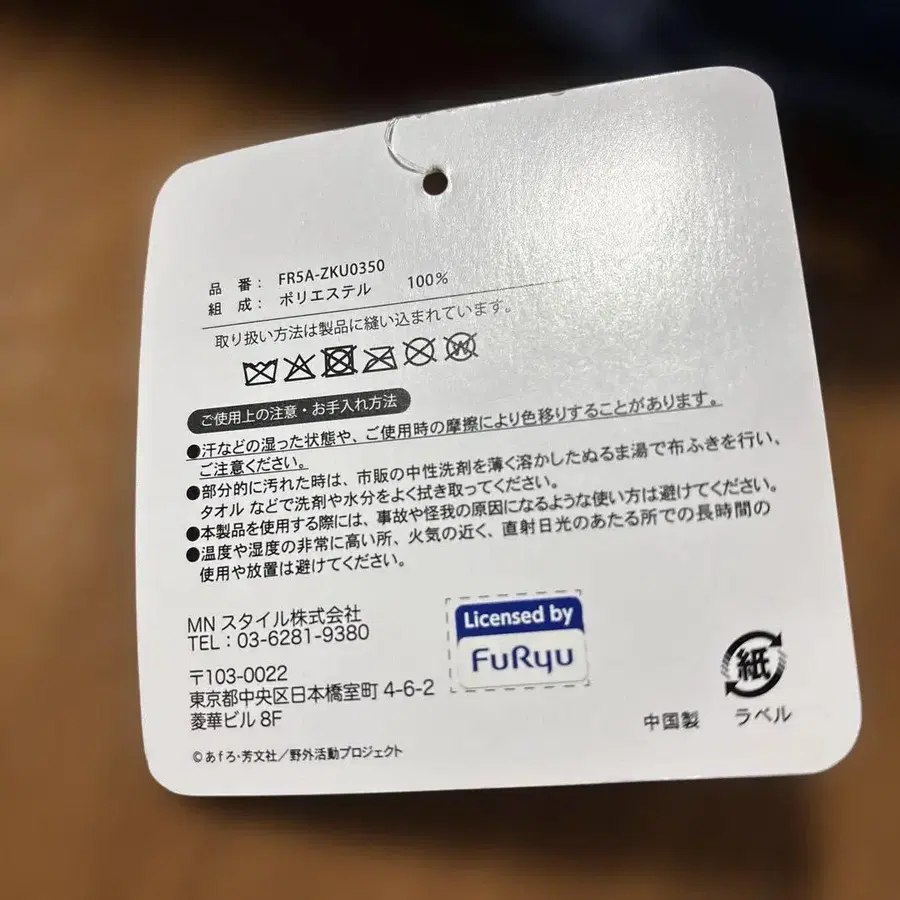 品 番： FR5A-ZKU0350
組 成： ポリエステル 100%
取り扱い方法は製品に縫い込まれています。
ご使用上の注意・お手入れ方法
●汗などの湿った状態や、ご使用時の摩擦により色移りすることがあります。
ご注意ください。
●部分的に汚れた時は、市販の中性洗剤を薄く溶かしたぬるま湯で布ふきを行い、
タオル などで洗剤や水分をよく拭き取ってください。
●本製品を使用する際には、事故や怪我の原因になるような使い方は避けてください。
●温度や湿度の非常に高い所、火気の近く、直射日光のあたる所での長時間の
使用や放置は避けてください。
MN スタイル株式会社
TEL：03-6281-9380
〒103-0022
東京都中央区日本橋室町 4-6-2
菱華ビル 8F
Licensed by
FuRyu
紙
中国製 ラベル
©あfろ・芳文社／野外活動プロジェクト